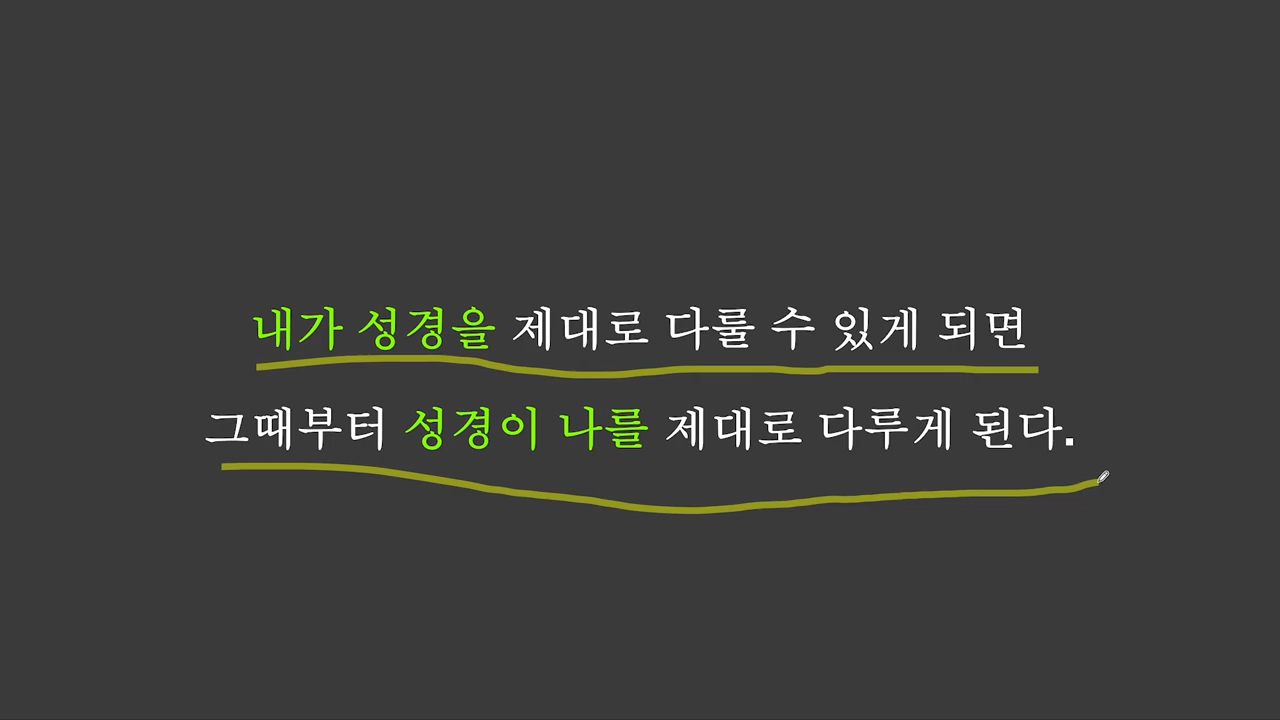 내가 성경을 제대로 다룰 수 있게 되면
그때부터 성경이 나를 제대로 다루게 된다.